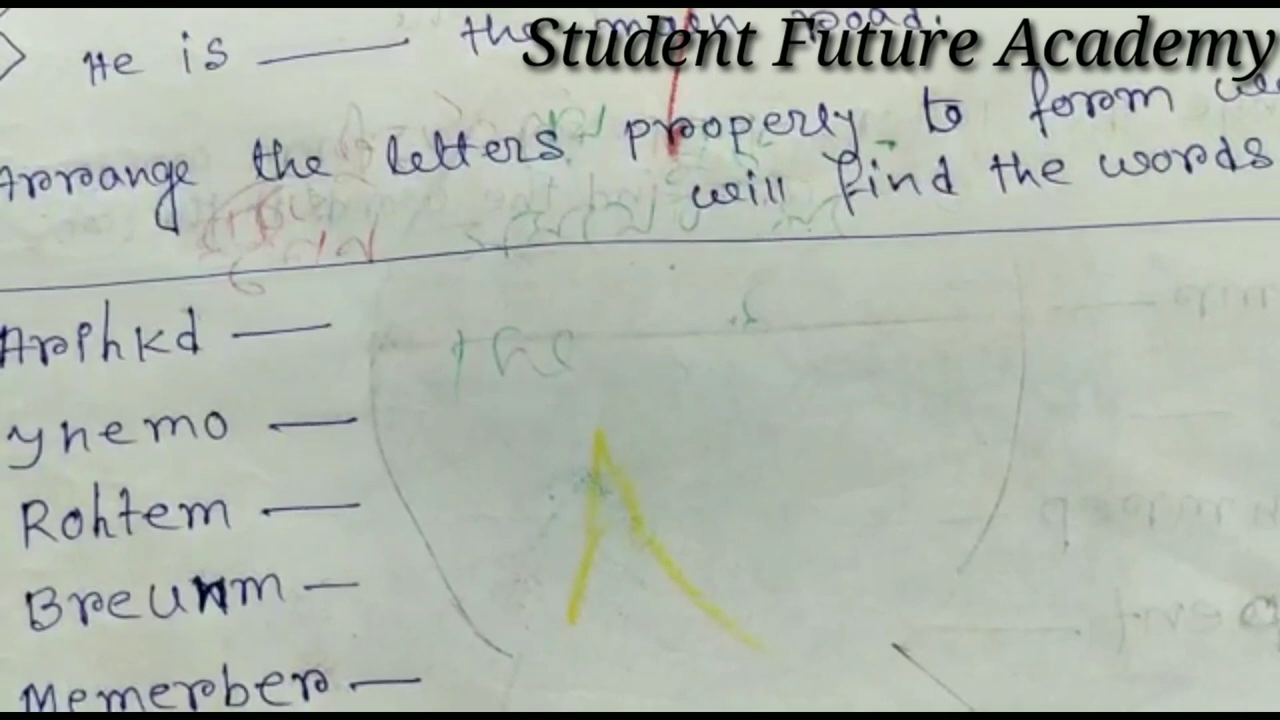 Student Future Academy
He is ___ the main road.
Arrange the letters properly to form
will find the words
Arphkd —
ynemo —
Rohtem —
Breunm —
Memerber —